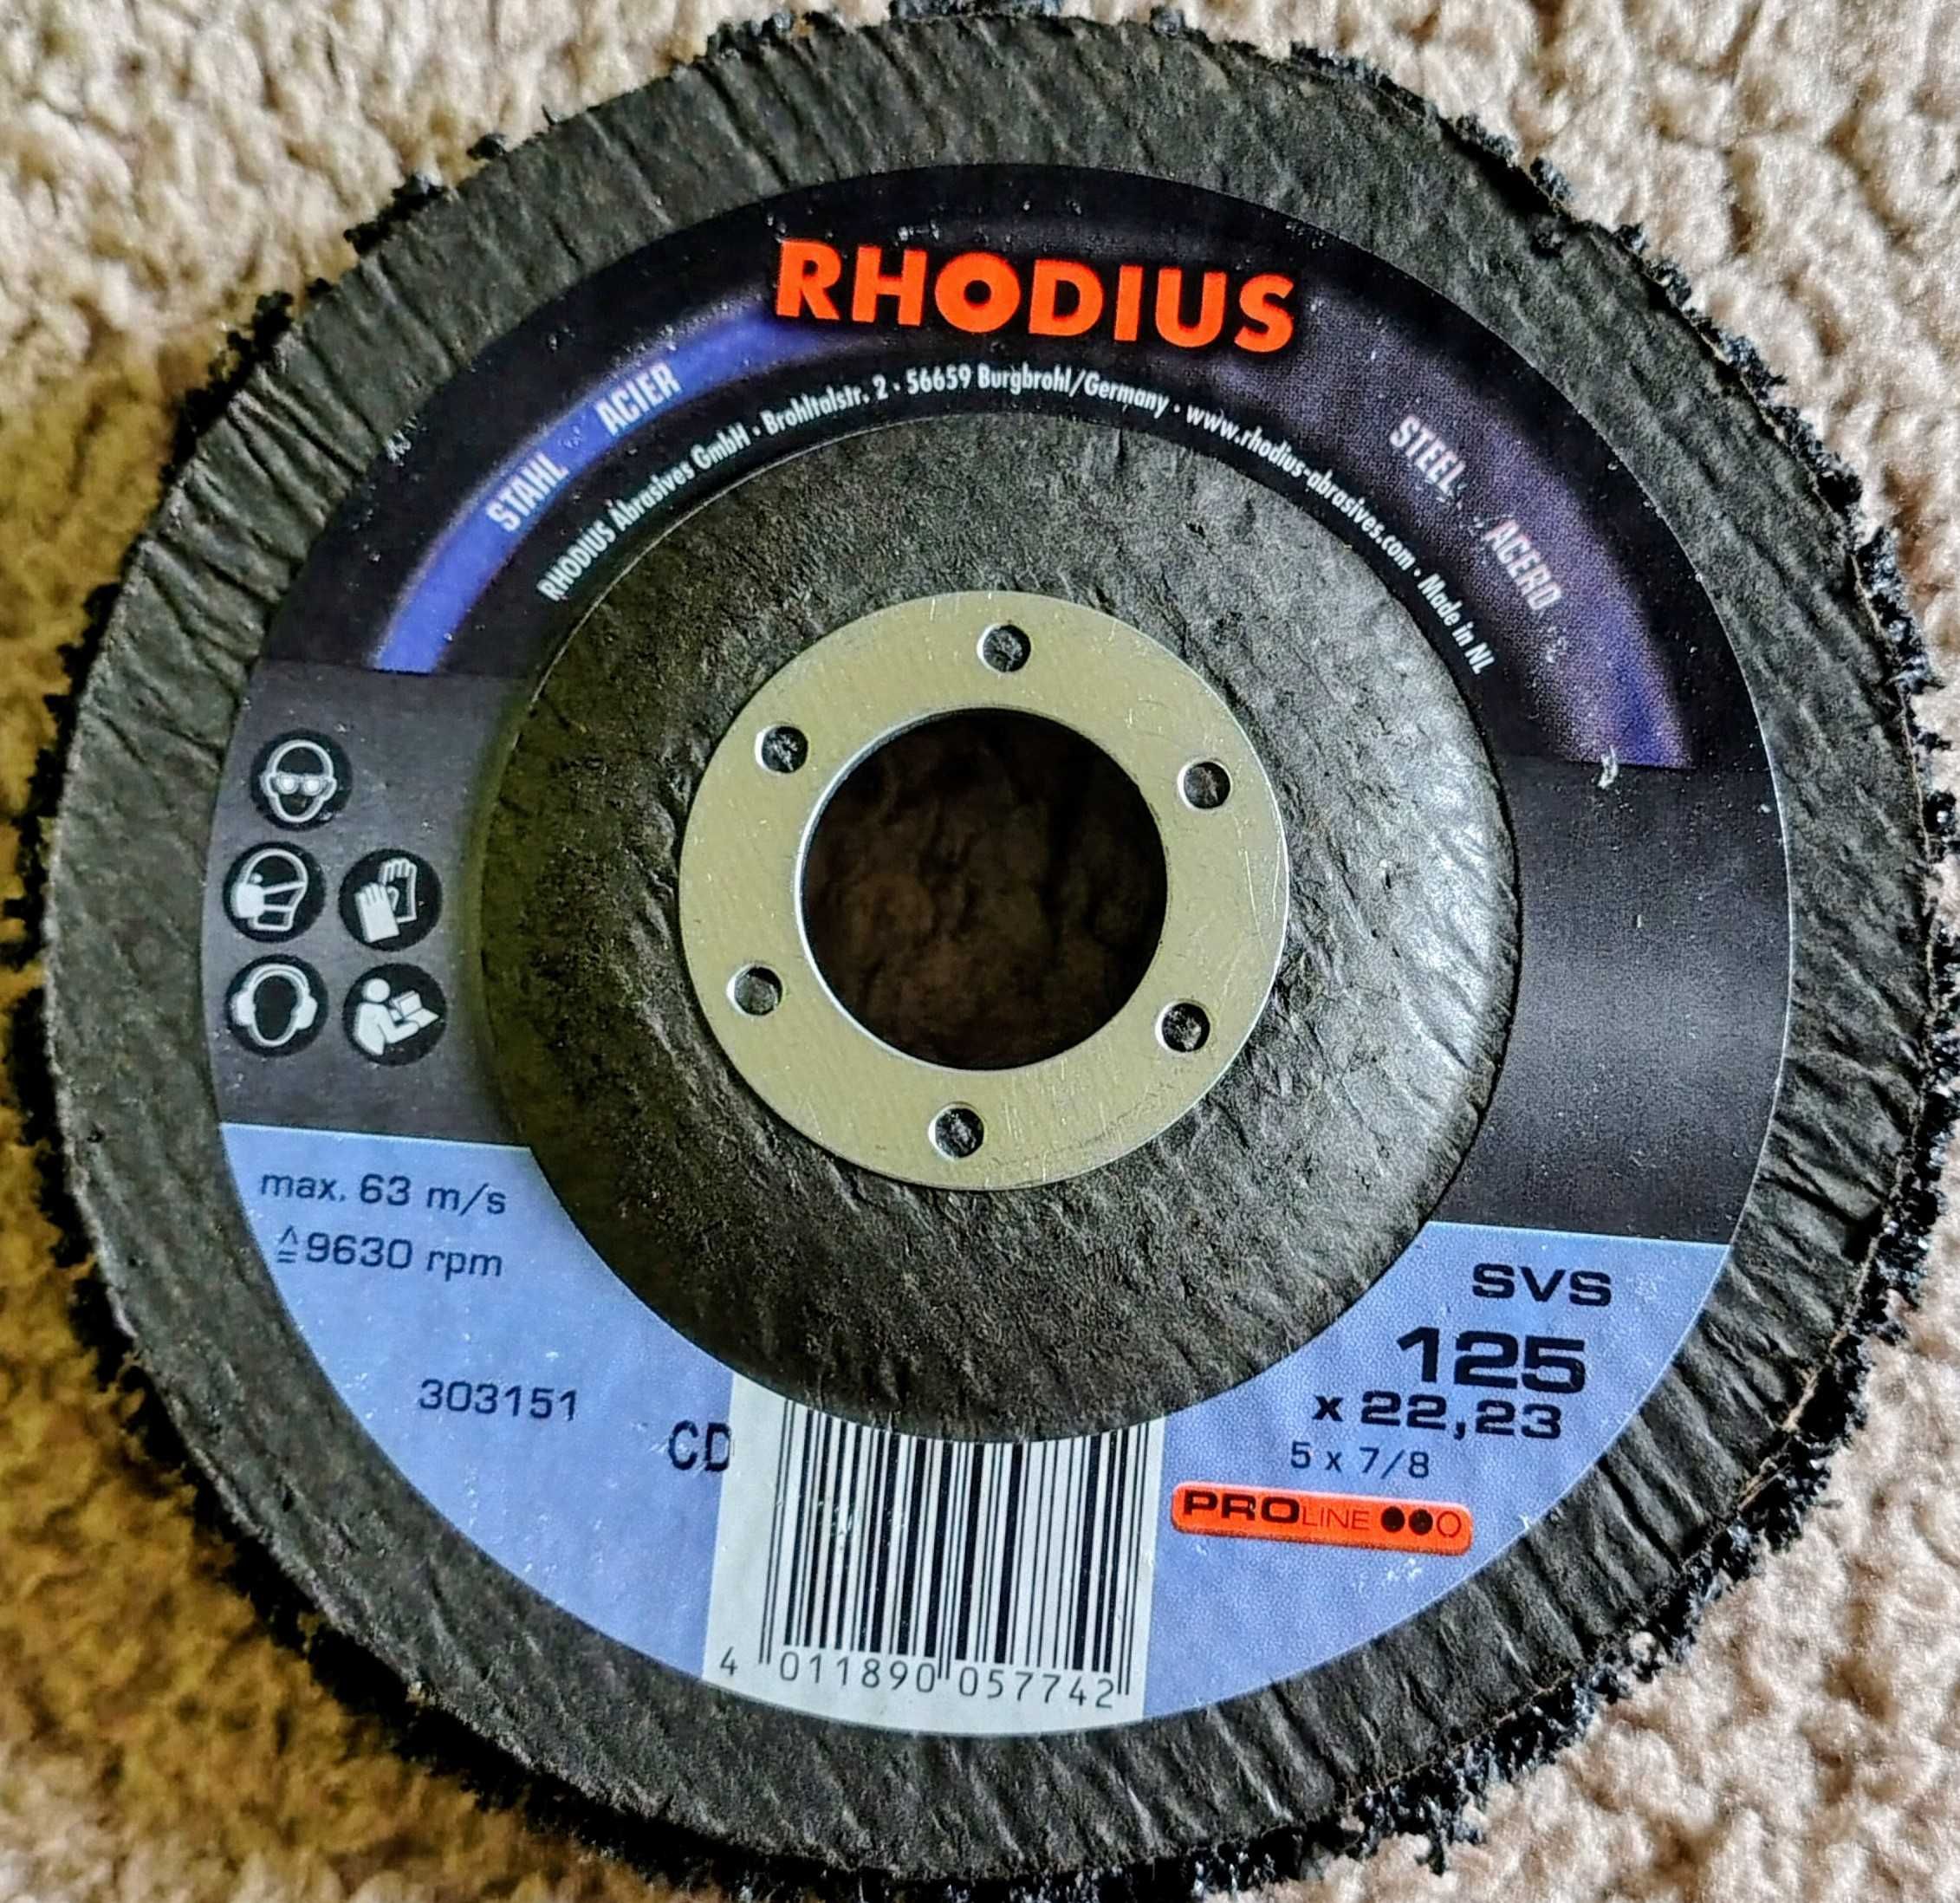 RHODIUS
STAHL ACIER
STEEL ACERO
RHODIUS Abrasives GmbH · Brohltalstr. 2 · 56659 Burgbrohl/Germany · www.rhodius-abrasives.com · Made in NL
max. 63 m/s
≙9630 rpm
303151
CD
SVS
125
x 22,23
5 x 7/8
PROLINE
4 011890 057742